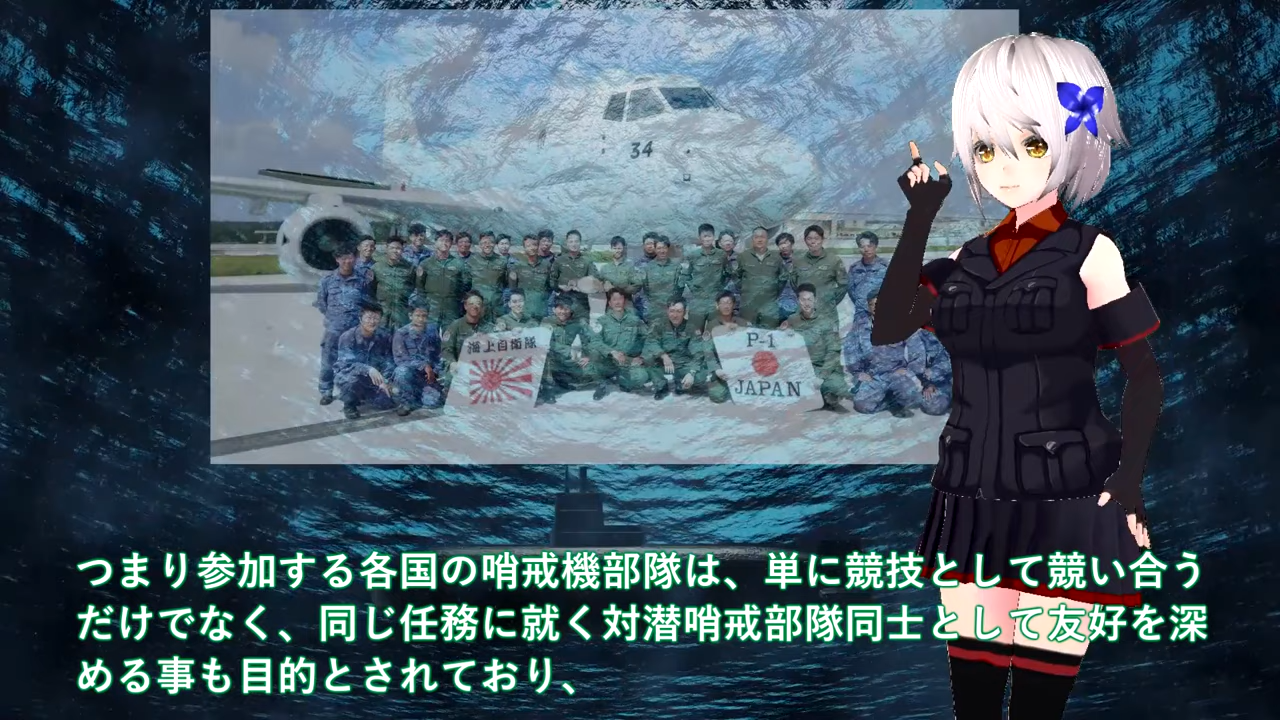 34
海上自衛隊
P-1
JAPAN
つまり参加する各国の哨戒機部隊は、単に競技として競い合う
だけでなく、同じ任務に就く対潜哨戒部隊同士として友好を深
める事も目的とされており、